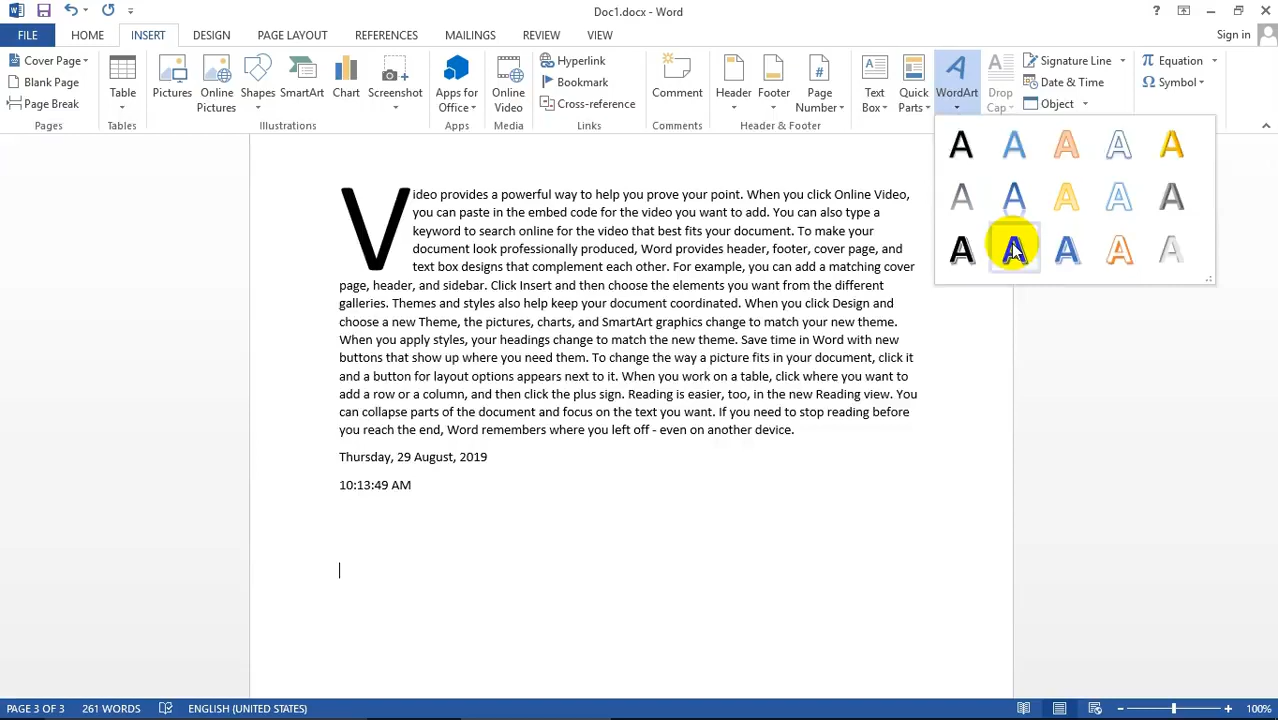 Doc1.docx - Word
?
FILE HOME INSERT DESIGN PAGE LAYOUT REFERENCES MAILINGS REVIEW VIEW Sign in
Cover Page
Blank Page
Page Break
Pages
Table
Tables
Pictures
Online Pictures
Shapes
SmartArt
Chart
Screenshot
Illustrations
Apps for Office
Apps
Online Video
Media
Hyperlink
Bookmark
Cross-reference
Links
Comment
Comments
Header
Footer
Page Number
Header & Footer
Text Box
Quick Parts
WordArt
Drop Cap
Signature Line
Date & Time
Object
Equation
Symbol
A A A A A
A A A A A
A A A A A
Video provides a powerful way to help you prove your point. When you click Online Video,
you can paste in the embed code for the video you want to add. You can also type a
keyword to search online for the video that best fits your document. To make your
document look professionally produced, Word provides header, footer, cover page, and
text box designs that complement each other. For example, you can add a matching cover
page, header, and sidebar. Click Insert and then choose the elements you want from the different
galleries. Themes and styles also help keep your document coordinated. When you click Design and
choose a new Theme, the pictures, charts, and SmartArt graphics change to match your new theme.
When you apply styles, your headings change to match the new theme. Save time in Word with new
buttons that show up where you need them. To change the way a picture fits in your document, click it
and a button for layout options appears next to it. When you work on a table, click where you want to
add a row or a column, and then click the plus sign. Reading is easier, too, in the new Reading view. You
can collapse parts of the document and focus on the text you want. If you need to stop reading before
you reach the end, Word remembers where you left off - even on another device.
Thursday, 29 August, 2019
10:13:49 AM
PAGE 3 OF 3 261 WORDS ENGLISH (UNITED STATES) 100%